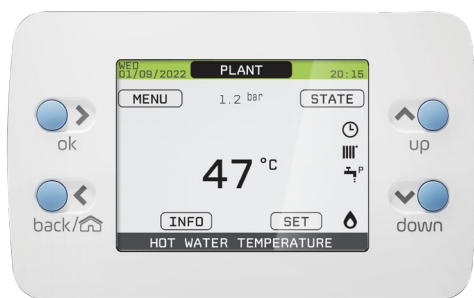 WED
01/09/2022 PLANT 20:15
MENU 1.2 bar STATE
ok
up
47 °C
P
back/
down
INFO SET
HOT WATER TEMPERATURE